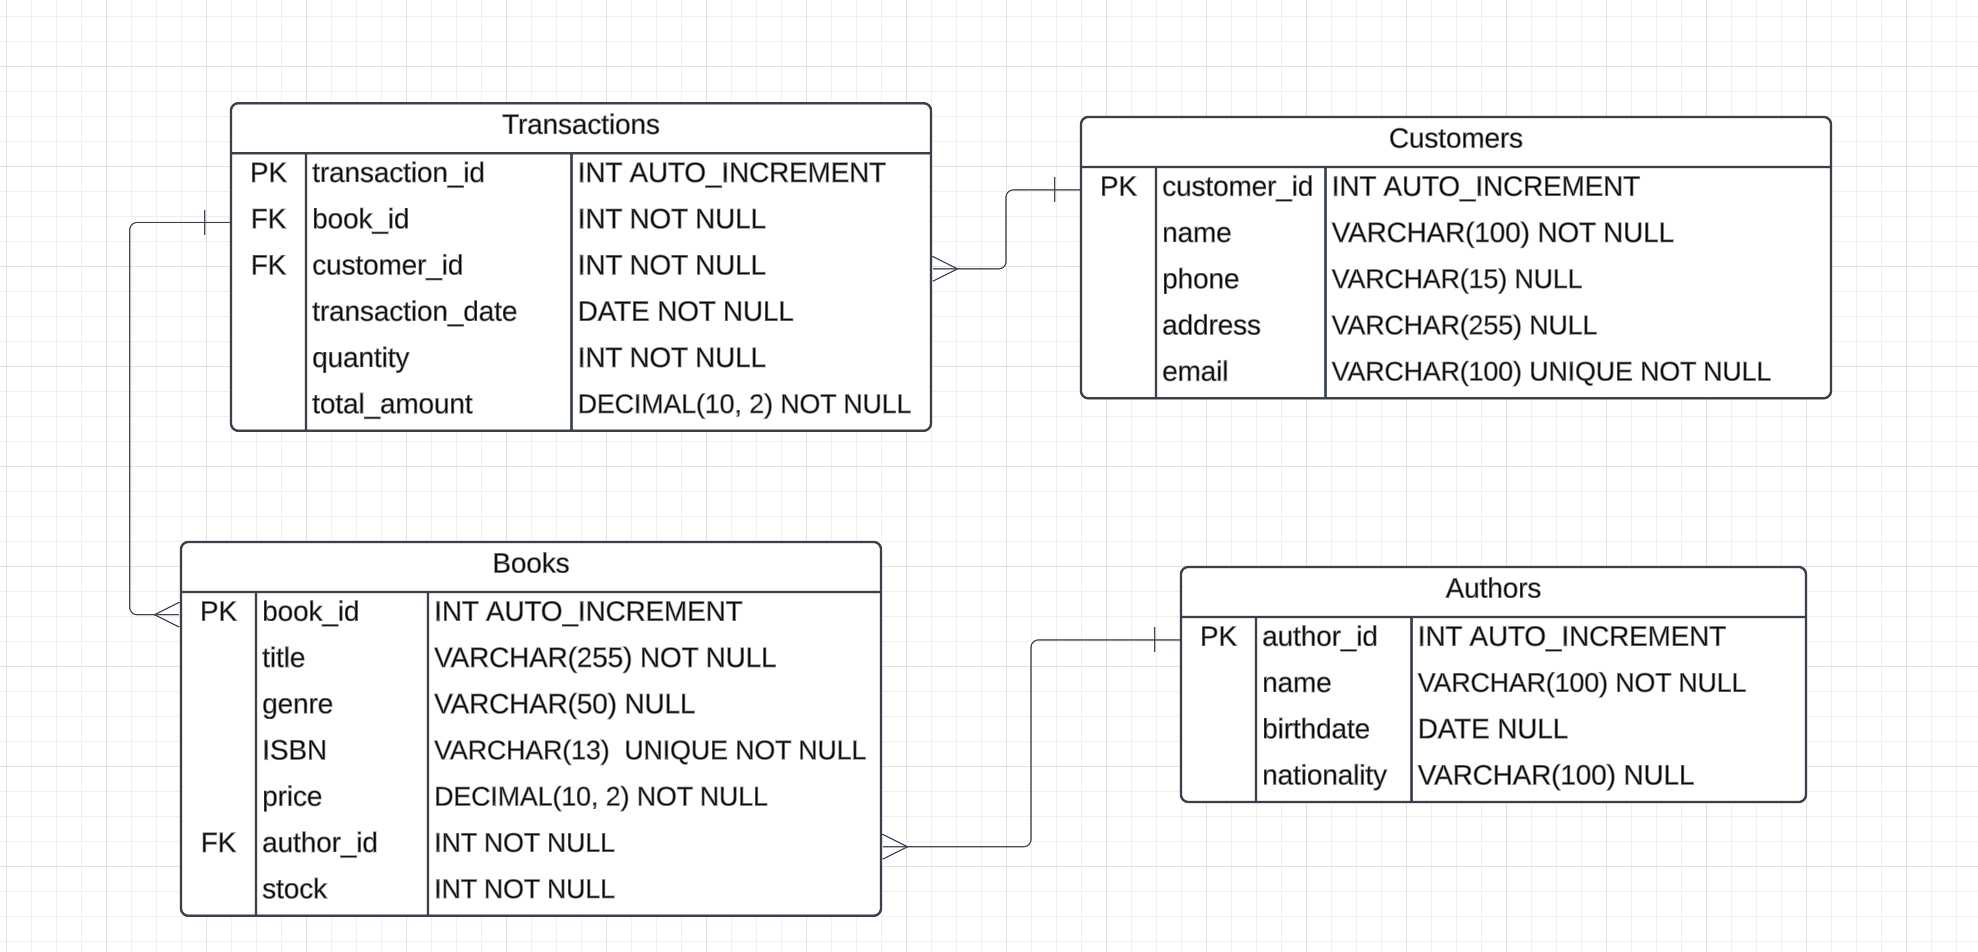 Transactions
PK transaction_id INT AUTO_INCREMENT
FK book_id INT NOT NULL
FK customer_id INT NOT NULL
transaction_date DATE NOT NULL
quantity INT NOT NULL
total_amount DECIMAL(10, 2) NOT NULL
Customers
PK customer_id INT AUTO_INCREMENT
name VARCHAR(100) NOT NULL
phone VARCHAR(15) NULL
address VARCHAR(255) NULL
email VARCHAR(100) UNIQUE NOT NULL
Books
PK book_id INT AUTO_INCREMENT
title VARCHAR(255) NOT NULL
genre VARCHAR(50) NULL
ISBN VARCHAR(13)  UNIQUE NOT NULL
price DECIMAL(10, 2) NOT NULL
FK author_id INT NOT NULL
stock INT NOT NULL
Authors
PK author_id INT AUTO_INCREMENT
name VARCHAR(100) NOT NULL
birthdate DATE NULL
nationality VARCHAR(100) NULL